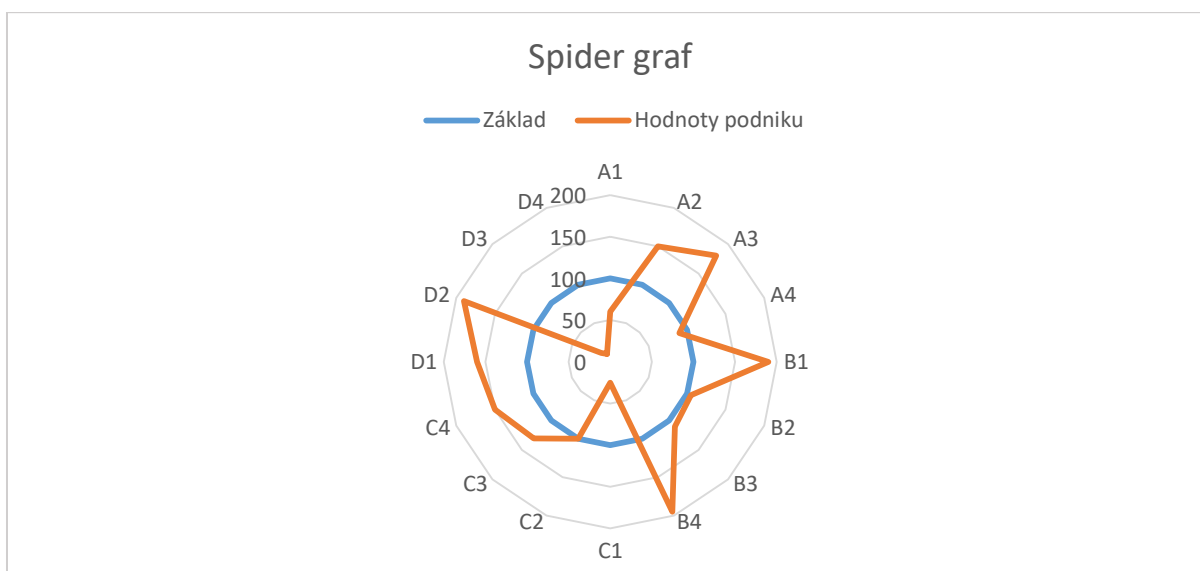 Spider graf
Základ Hodnoty podniku
A1
A2
A3
A4
B1
B2
B3
B4
C1
C2
C3
C4
D1
D2
D3
D4
200
150
100
50
0